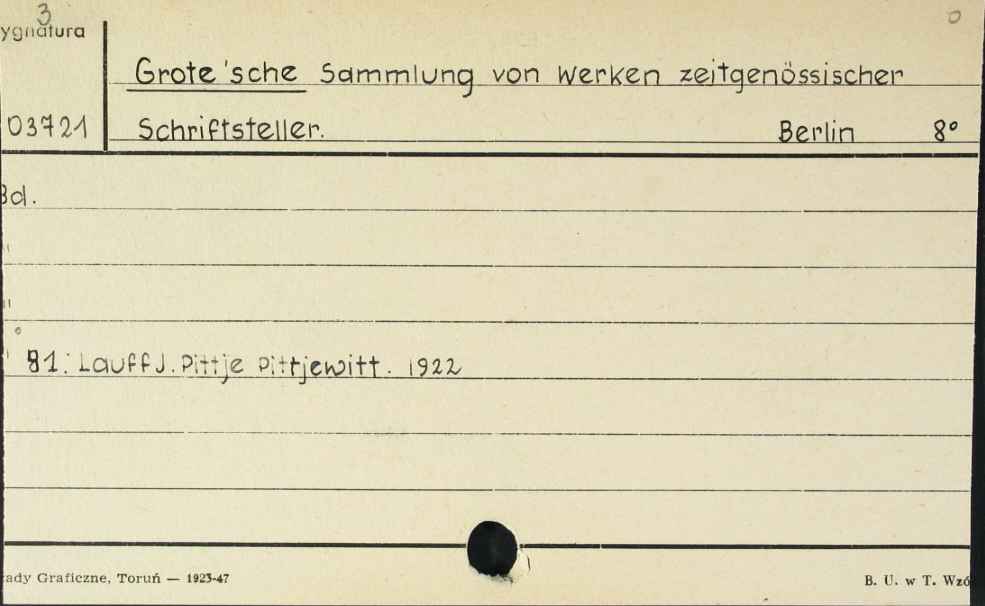 3
ygnatura
Grote'sche Sammlung von Werken zeitgenössischer
03721 Schriftsteller. Berlin 8°
Bd.
"
"
" 81: Lauff J. Pittje Pittjewitt. 1922
ady Graficzne, Toruń — 1923-47 B. U. w T. Wzó